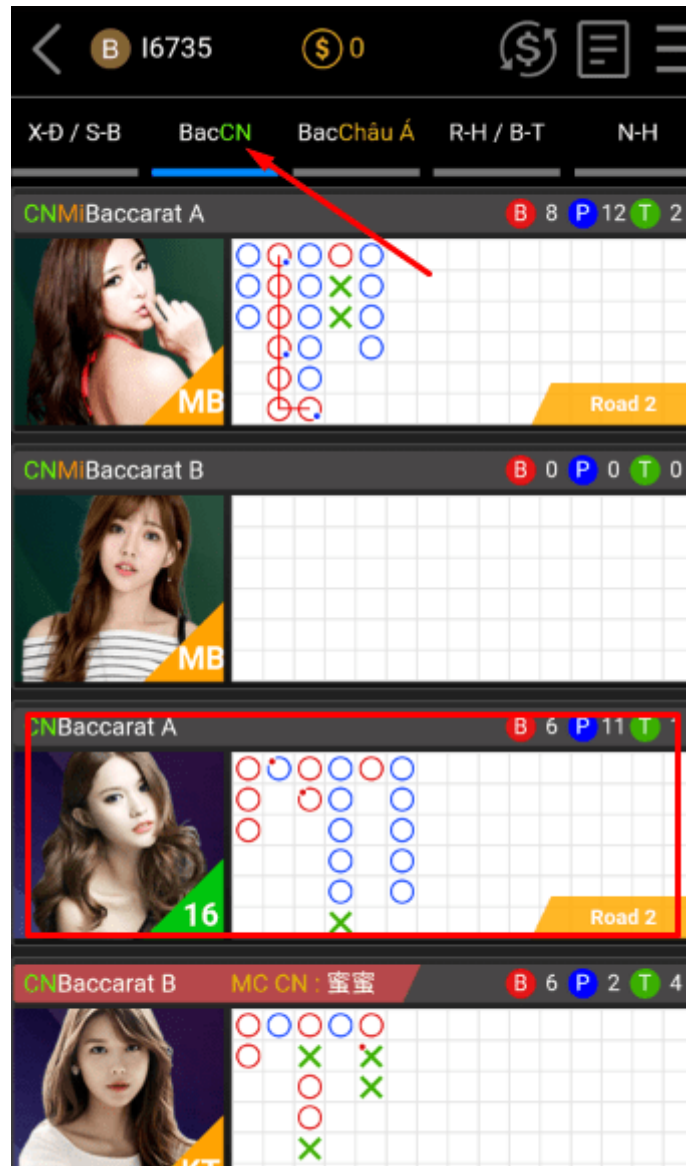 B I6735 $ 0 $
X-Đ / S-B BacCN BacChâu Á R-H / B-T N-H
CNMiBaccarat A B 8 P 12 T 2
MB
Road 2
CNMiBaccarat B B 0 P 0 T 0
MB
CNBaccarat A B 6 P 11 T 1
16
Road 2
CNBaccarat B MC CN : 蜜蜜 B 6 P 2 T 4
KT